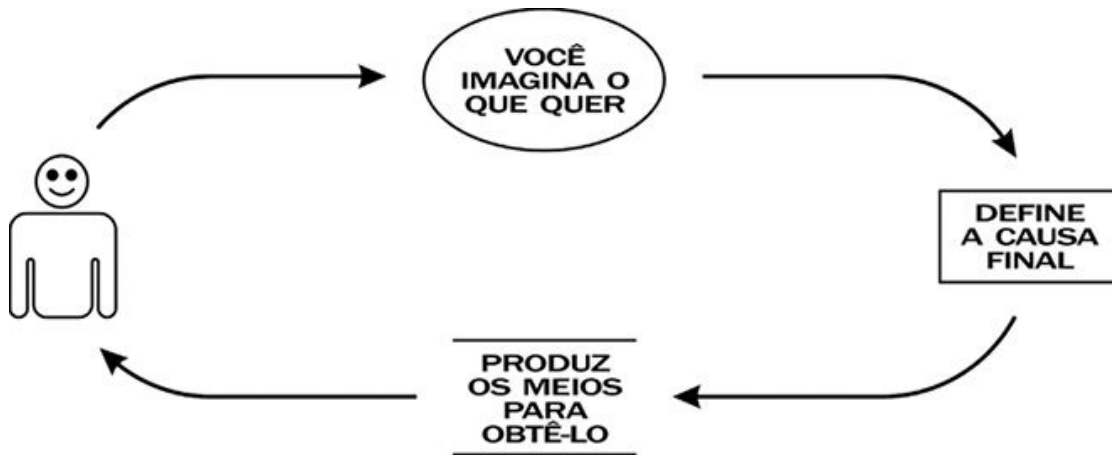 VOCÊ
IMAGINA O
QUE QUER
DEFINE
A CAUSA
FINAL
PRODUZ
OS MEIOS
PARA
OBTÊ-LO